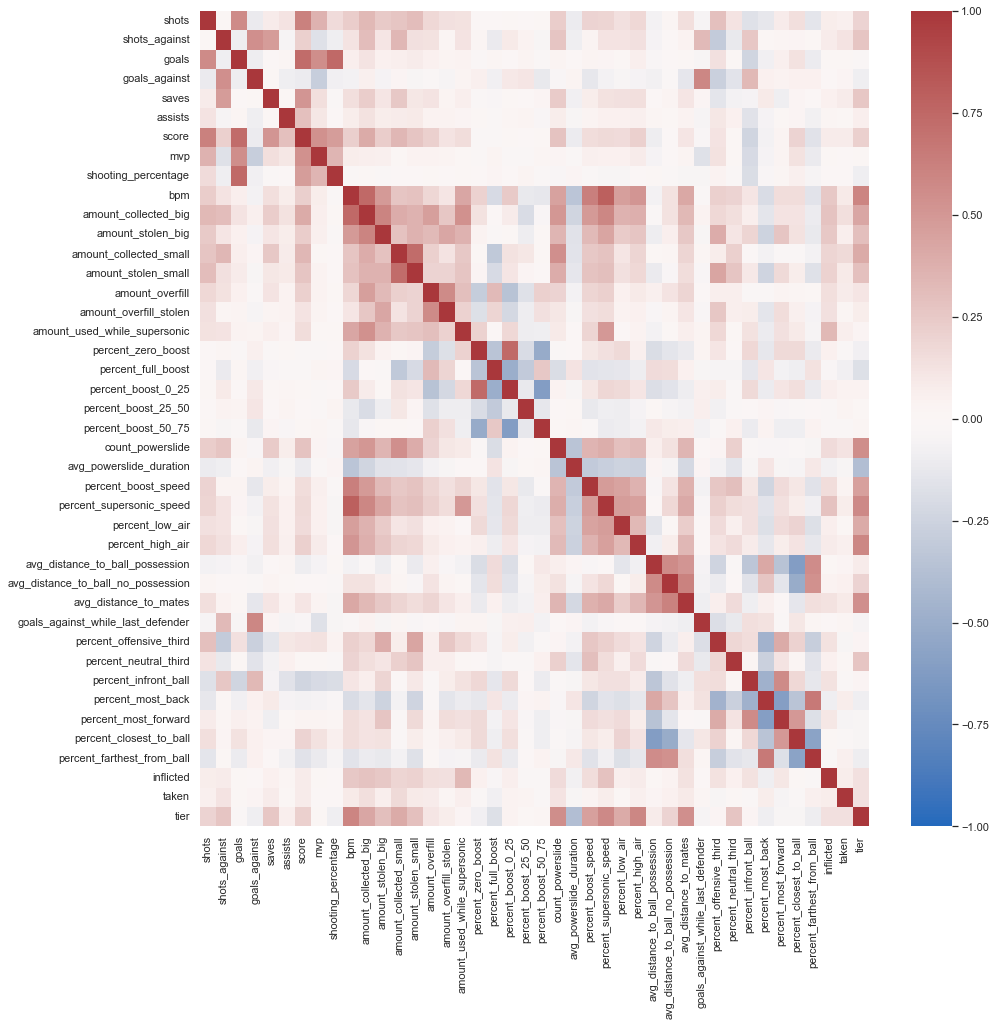 shots
shots_against
goals
goals_against
saves
assists
score
mvp
shooting_percentage
bpm
amount_collected_big
amount_stolen_big
amount_collected_small
amount_stolen_small
amount_overfill
amount_overfill_stolen
amount_used_while_supersonic
percent_zero_boost
percent_full_boost
percent_boost_0_25
percent_boost_25_50
percent_boost_50_75
count_powerslide
avg_powerslide_duration
percent_boost_speed
percent_supersonic_speed
percent_low_air
percent_high_air
avg_distance_to_ball_possession
avg_distance_to_ball_no_possession
avg_distance_to_mates
goals_against_while_last_defender
percent_offensive_third
percent_neutral_third
percent_infront_ball
percent_most_back
percent_most_forward
percent_closest_to_ball
percent_farthest_from_ball
inflicted
taken
tier
shots
shots_against
goals
goals_against
saves
assists
score
mvp
shooting_percentage
bpm
amount_collected_big
amount_stolen_big
amount_collected_small
amount_stolen_small
amount_overfill
amount_overfill_stolen
amount_used_while_supersonic
percent_zero_boost
percent_full_boost
percent_boost_0_25
percent_boost_25_50
percent_boost_50_75
count_powerslide
avg_powerslide_duration
percent_boost_speed
percent_supersonic_speed
percent_low_air
percent_high_air
avg_distance_to_ball_possession
avg_distance_to_ball_no_possession
avg_distance_to_mates
goals_against_while_last_defender
percent_offensive_third
percent_neutral_third
percent_infront_ball
percent_most_back
percent_most_forward
percent_closest_to_ball
percent_farthest_from_ball
inflicted
taken
tier
1.00
0.75
0.50
0.25
0.00
−0.25
−0.50
−0.75
−1.00